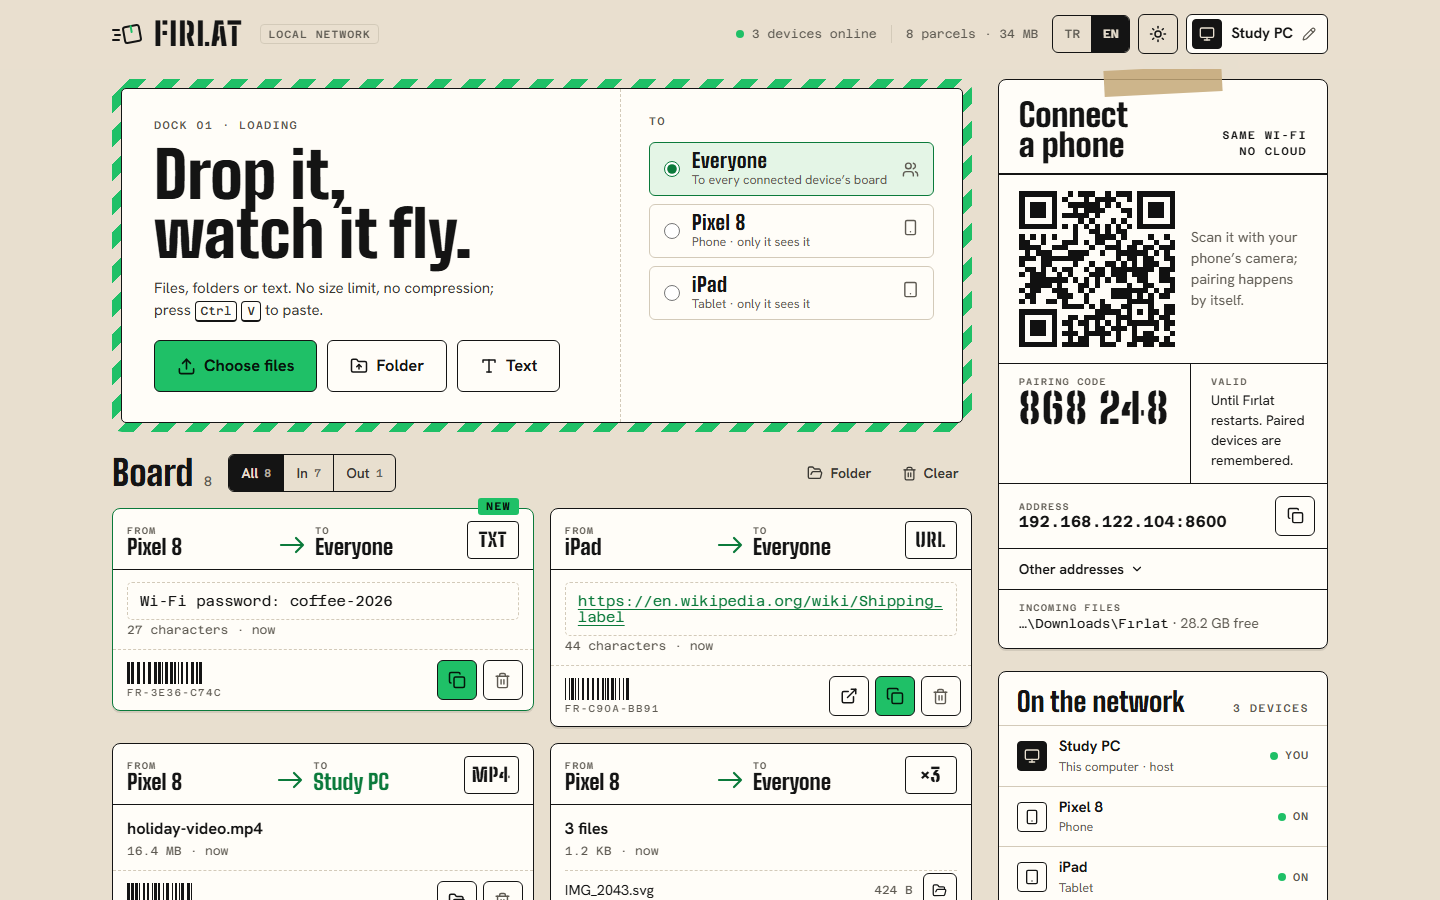 FIRLAT
LOCAL NETWORK
3 devices online
8 parcels · 34 MB
TR
EN
Study PC
DOCK 01 · LOADING
Drop it,
watch it fly.
Files, folders or text. No size limit, no compression;
press Ctrl V to paste.
Choose files
Folder
Text
TO
Everyone
To every connected device’s board
Pixel 8
Phone · only it sees it
iPad
Tablet · only it sees it
Connect
a phone
SAME WI-FI
NO CLOUD
Scan it with your
phone’s camera;
pairing happens
by itself.
PAIRING CODE
868 248
VALID
Until Fırlat
restarts. Paired
devices are
remembered.
ADDRESS
192.168.122.104:8600
Other addresses
INCOMING FILES
…\Downloads\Fırlat · 28.2 GB free
Board 8
All 8
In 7
Out 1
Folder
Clear
NEW
FROM
Pixel 8
TO
Everyone
TXT
Wi-Fi password: coffee-2026
27 characters · now
FR-3E36-C74C
FROM
iPad
TO
Everyone
URL
https://en.wikipedia.org/wiki/Shipping_
label
44 characters · now
FR-C90A-BB91
FROM
Pixel 8
TO
Study PC
MP4
holiday-video.mp4
16.4 MB · now
FROM
Pixel 8
TO
Everyone
×3
3 files
1.2 KB · now
IMG_2043.svg
424 B
On the network
3 DEVICES
Study PC
This computer · host
YOU
Pixel 8
Phone
ON
iPad
Tablet
ON